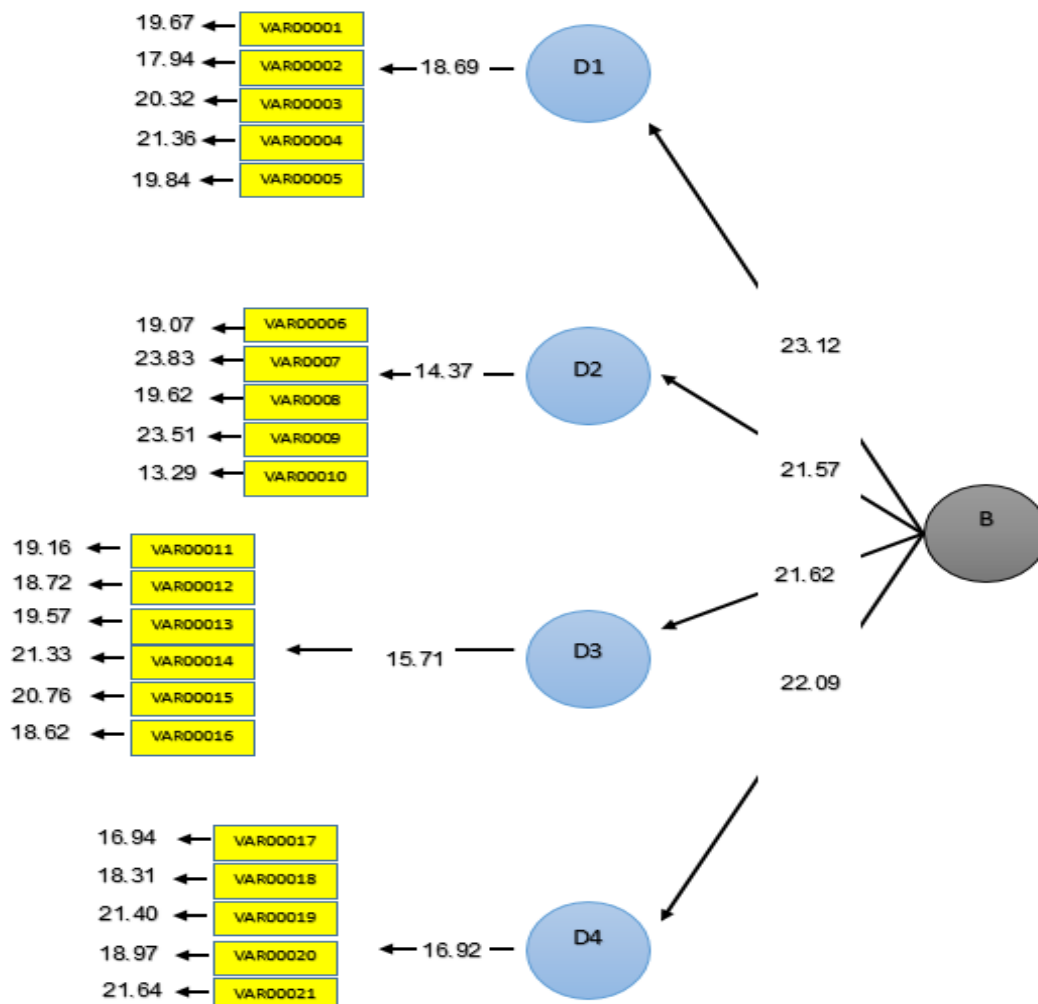 19.67 VAR00001
17.94 VAR00002 18.69 D1
20.32 VAR00003
21.36 VAR00004
19.84 VAR00005
19.07 VAR00006 23.12
23.83 VAR0007 14.37 D2
19.62 VAR0008
23.51 VAR0009
13.29 VAR00010 21.57
B
19.16 VAR00011
18.72 VAR00012 21.62
19.57 VAR00013
21.33 VAR00014 15.71 D3
20.76 VAR00015 22.09
18.62 VAR00016
16.94 VAR00017
18.31 VAR00018
21.40 VAR00019
18.97 VAR00020 16.92 D4
21.64 VAR00021